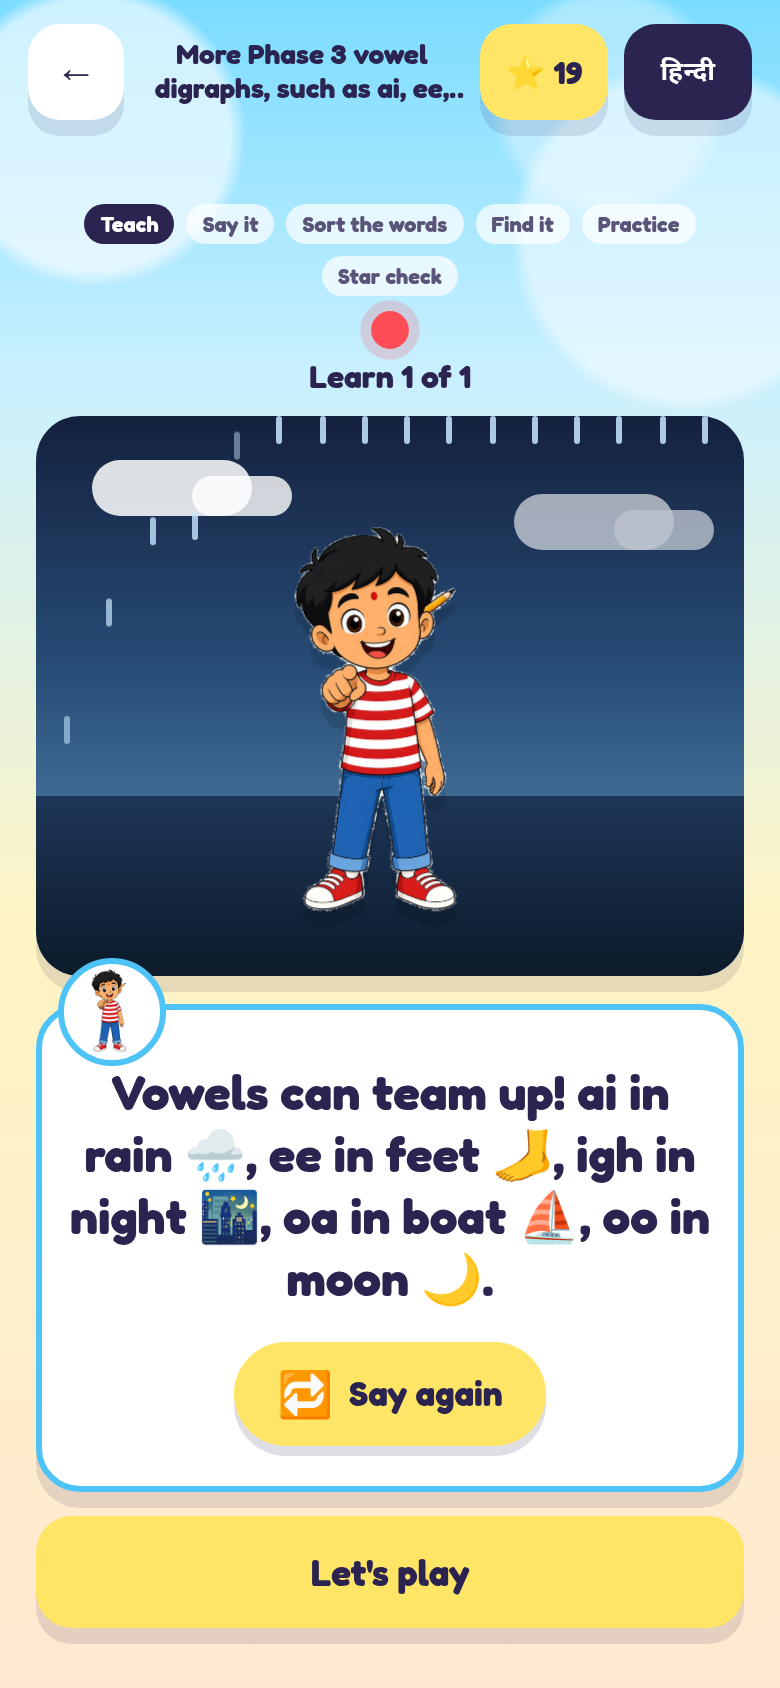 ←
More Phase 3 vowel
digraphs, such as ai, ee,..
⭐ 19
हिन्दी
Teach
Say it
Sort the words
Find it
Practice
Star check
Learn 1 of 1
Vowels can team up! ai in
rain 🌧️, ee in feet 🦶, igh in
night 🌃, oa in boat ⛵, oo in
moon 🌙.
🔁 Say again
Let's play